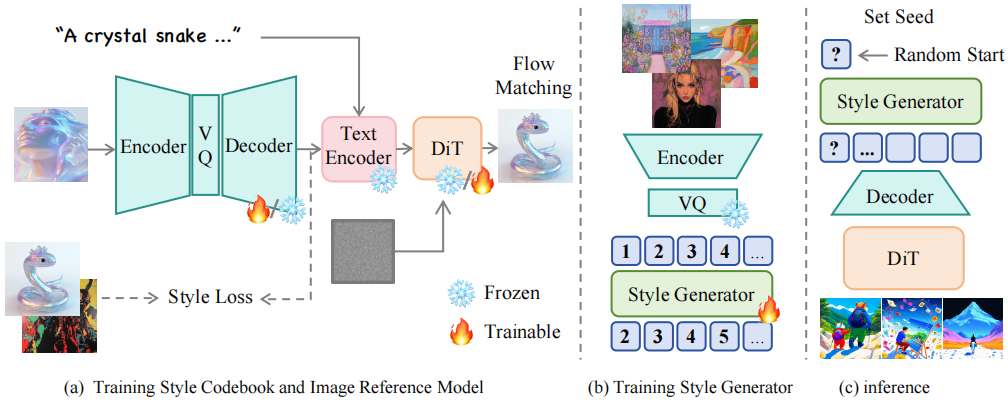 “A crystal snake ...”
Flow
Matching
Encoder
V
Q
Decoder
Text
Encoder
DiT
/
Style Loss
Frozen
Trainable
(a) Training Style Codebook and Image Reference Model
Encoder
VQ
1 2 3 4 ...
Style Generator
2 3 4 5 ...
(b) Training Style Generator
Set Seed
? Random Start
Style Generator
? ...
Decoder
DiT
(c) inference